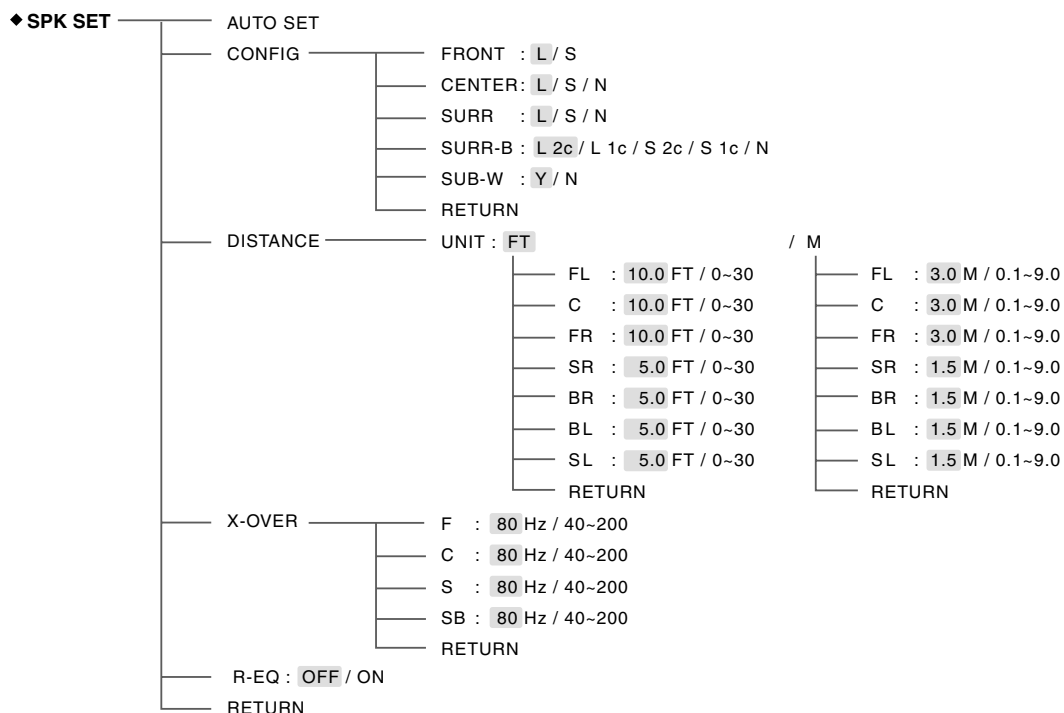 ◆ SPK SET
AUTO SET
CONFIG
FRONT : L / S
CENTER: L / S / N
SURR : L / S / N
SURR-B : L 2c / L 1c / S 2c / S 1c / N
SUB-W : Y / N
RETURN
DISTANCE
UNIT : FT / M
FL : 10.0 FT / 0~30
C : 10.0 FT / 0~30
FR : 10.0 FT / 0~30
SR : 5.0 FT / 0~30
BR : 5.0 FT / 0~30
BL : 5.0 FT / 0~30
SL : 5.0 FT / 0~30
RETURN
FL : 3.0 M / 0.1~9.0
C : 3.0 M / 0.1~9.0
FR : 3.0 M / 0.1~9.0
SR : 1.5 M / 0.1~9.0
BR : 1.5 M / 0.1~9.0
BL : 1.5 M / 0.1~9.0
SL : 1.5 M / 0.1~9.0
RETURN
X-OVER
F : 80 Hz / 40~200
C : 80 Hz / 40~200
S : 80 Hz / 40~200
SB : 80 Hz / 40~200
RETURN
R-EQ : OFF / ON
RETURN